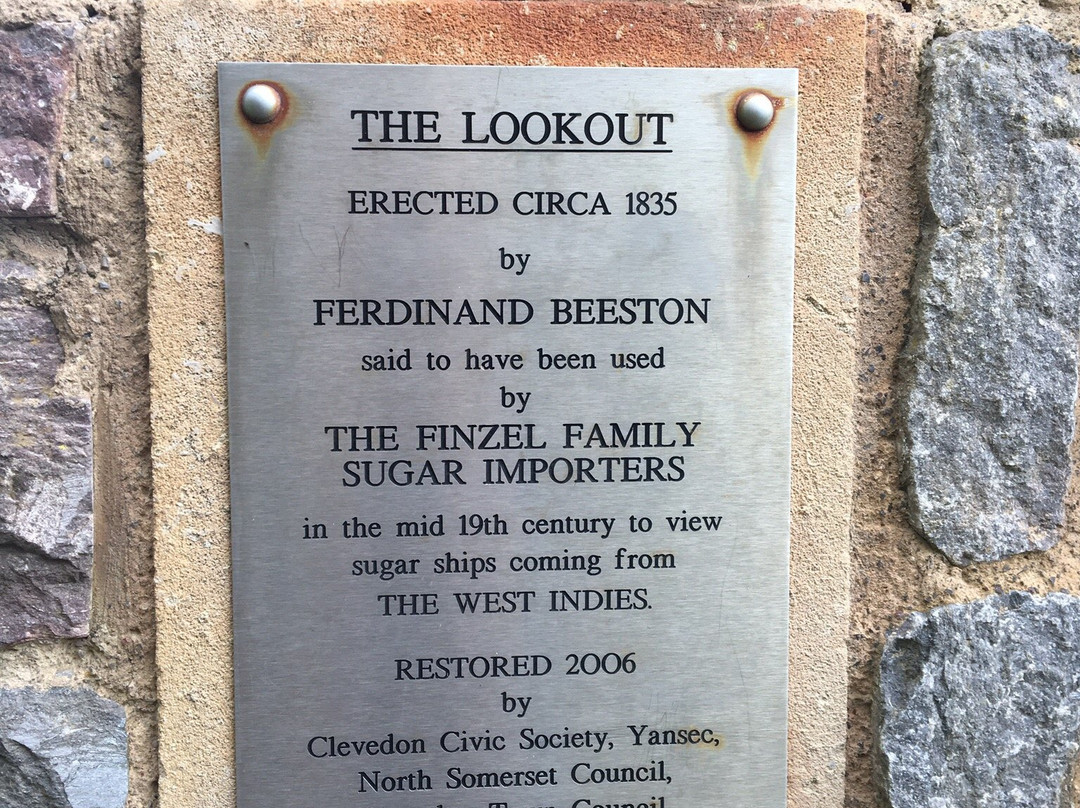 THE LOOKOUT
ERECTED CIRCA 1835
by
FERDINAND BEESTON
said to have been used
by
THE FINZEL FAMILY
SUGAR IMPORTERS
in the mid 19th century to view
sugar ships coming from
THE WEST INDIES.
RESTORED 2006
by
Clevedon Civic Society, Yansec,
North Somerset Council,
Town Council